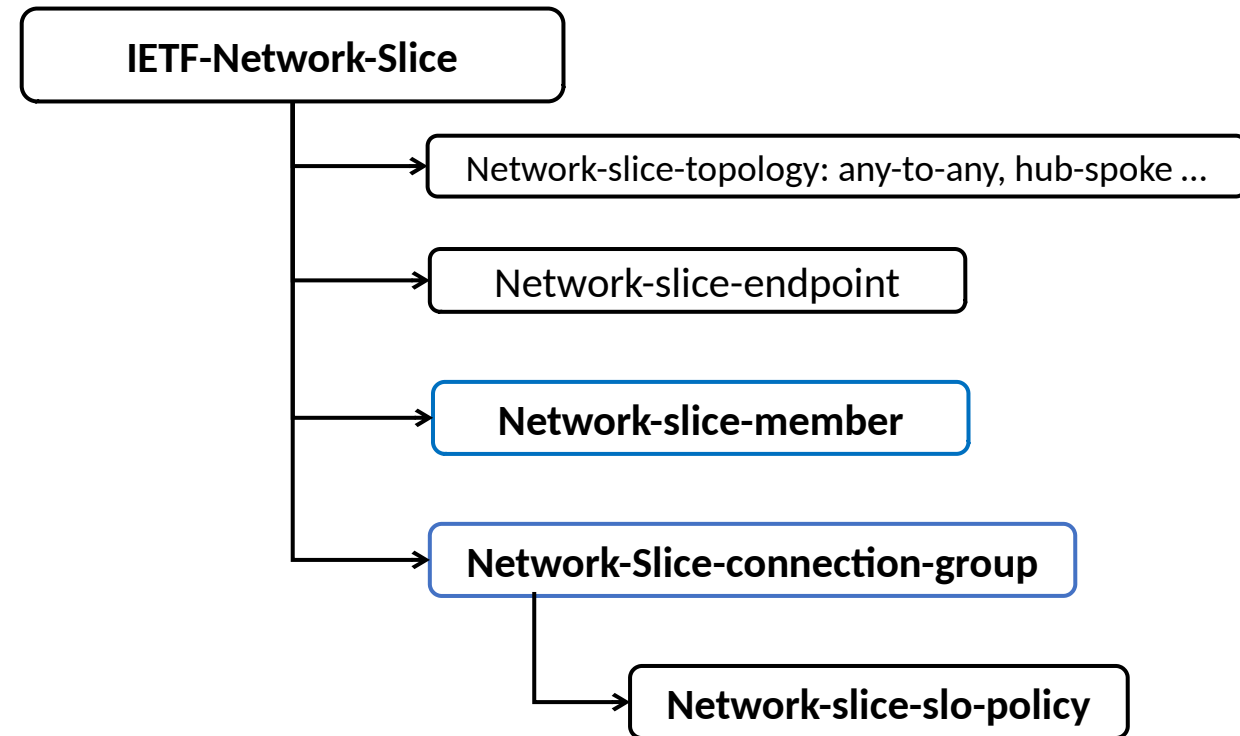 IETF-Network-Slice
Network-slice-topology: any-to-any, hub-spoke …
Network-slice-endpoint
Network-slice-member
Network-Slice-connection-group
Network-slice-slo-policy